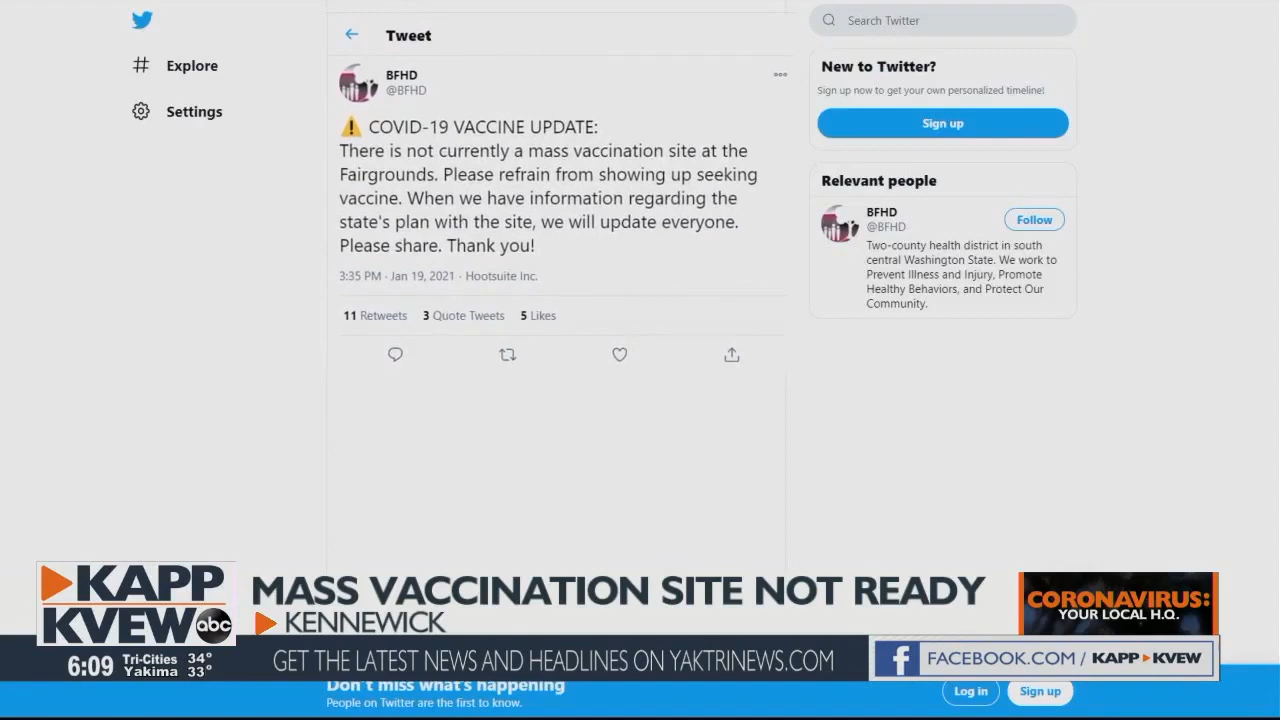 Tweet
Search Twitter
Explore
Settings
BFHD
@BFHD
⚠️ COVID-19 VACCINE UPDATE:
There is not currently a mass vaccination site at the
Fairgrounds. Please refrain from showing up seeking
vaccine. When we have information regarding the
state's plan with the site, we will update everyone.
Please share. Thank you!
3:35 PM · Jan 19, 2021 · Hootsuite Inc.
11 Retweets 3 Quote Tweets 5 Likes
New to Twitter?
Sign up now to get your own personalized timeline!
Sign up
Relevant people
BFHD
@BFHD
Follow
Two-county health district in south
central Washington State. We work to
Prevent Illness and Injury, Promote
Healthy Behaviors, and Protect Our
Community.
KAPP
KVEW abc
MASS VACCINATION SITE NOT READY
KENNEWICK
CORONAVIRUS:
YOUR LOCAL H.Q.
6:09 Tri-Cities 34°
Yakima 33°
GET THE LATEST NEWS AND HEADLINES ON YAKTRINEWS.COM
FACEBOOK.COM / KAPP KVEW
Don't miss what's happening
People on Twitter are the first to know.
Log in
Sign up